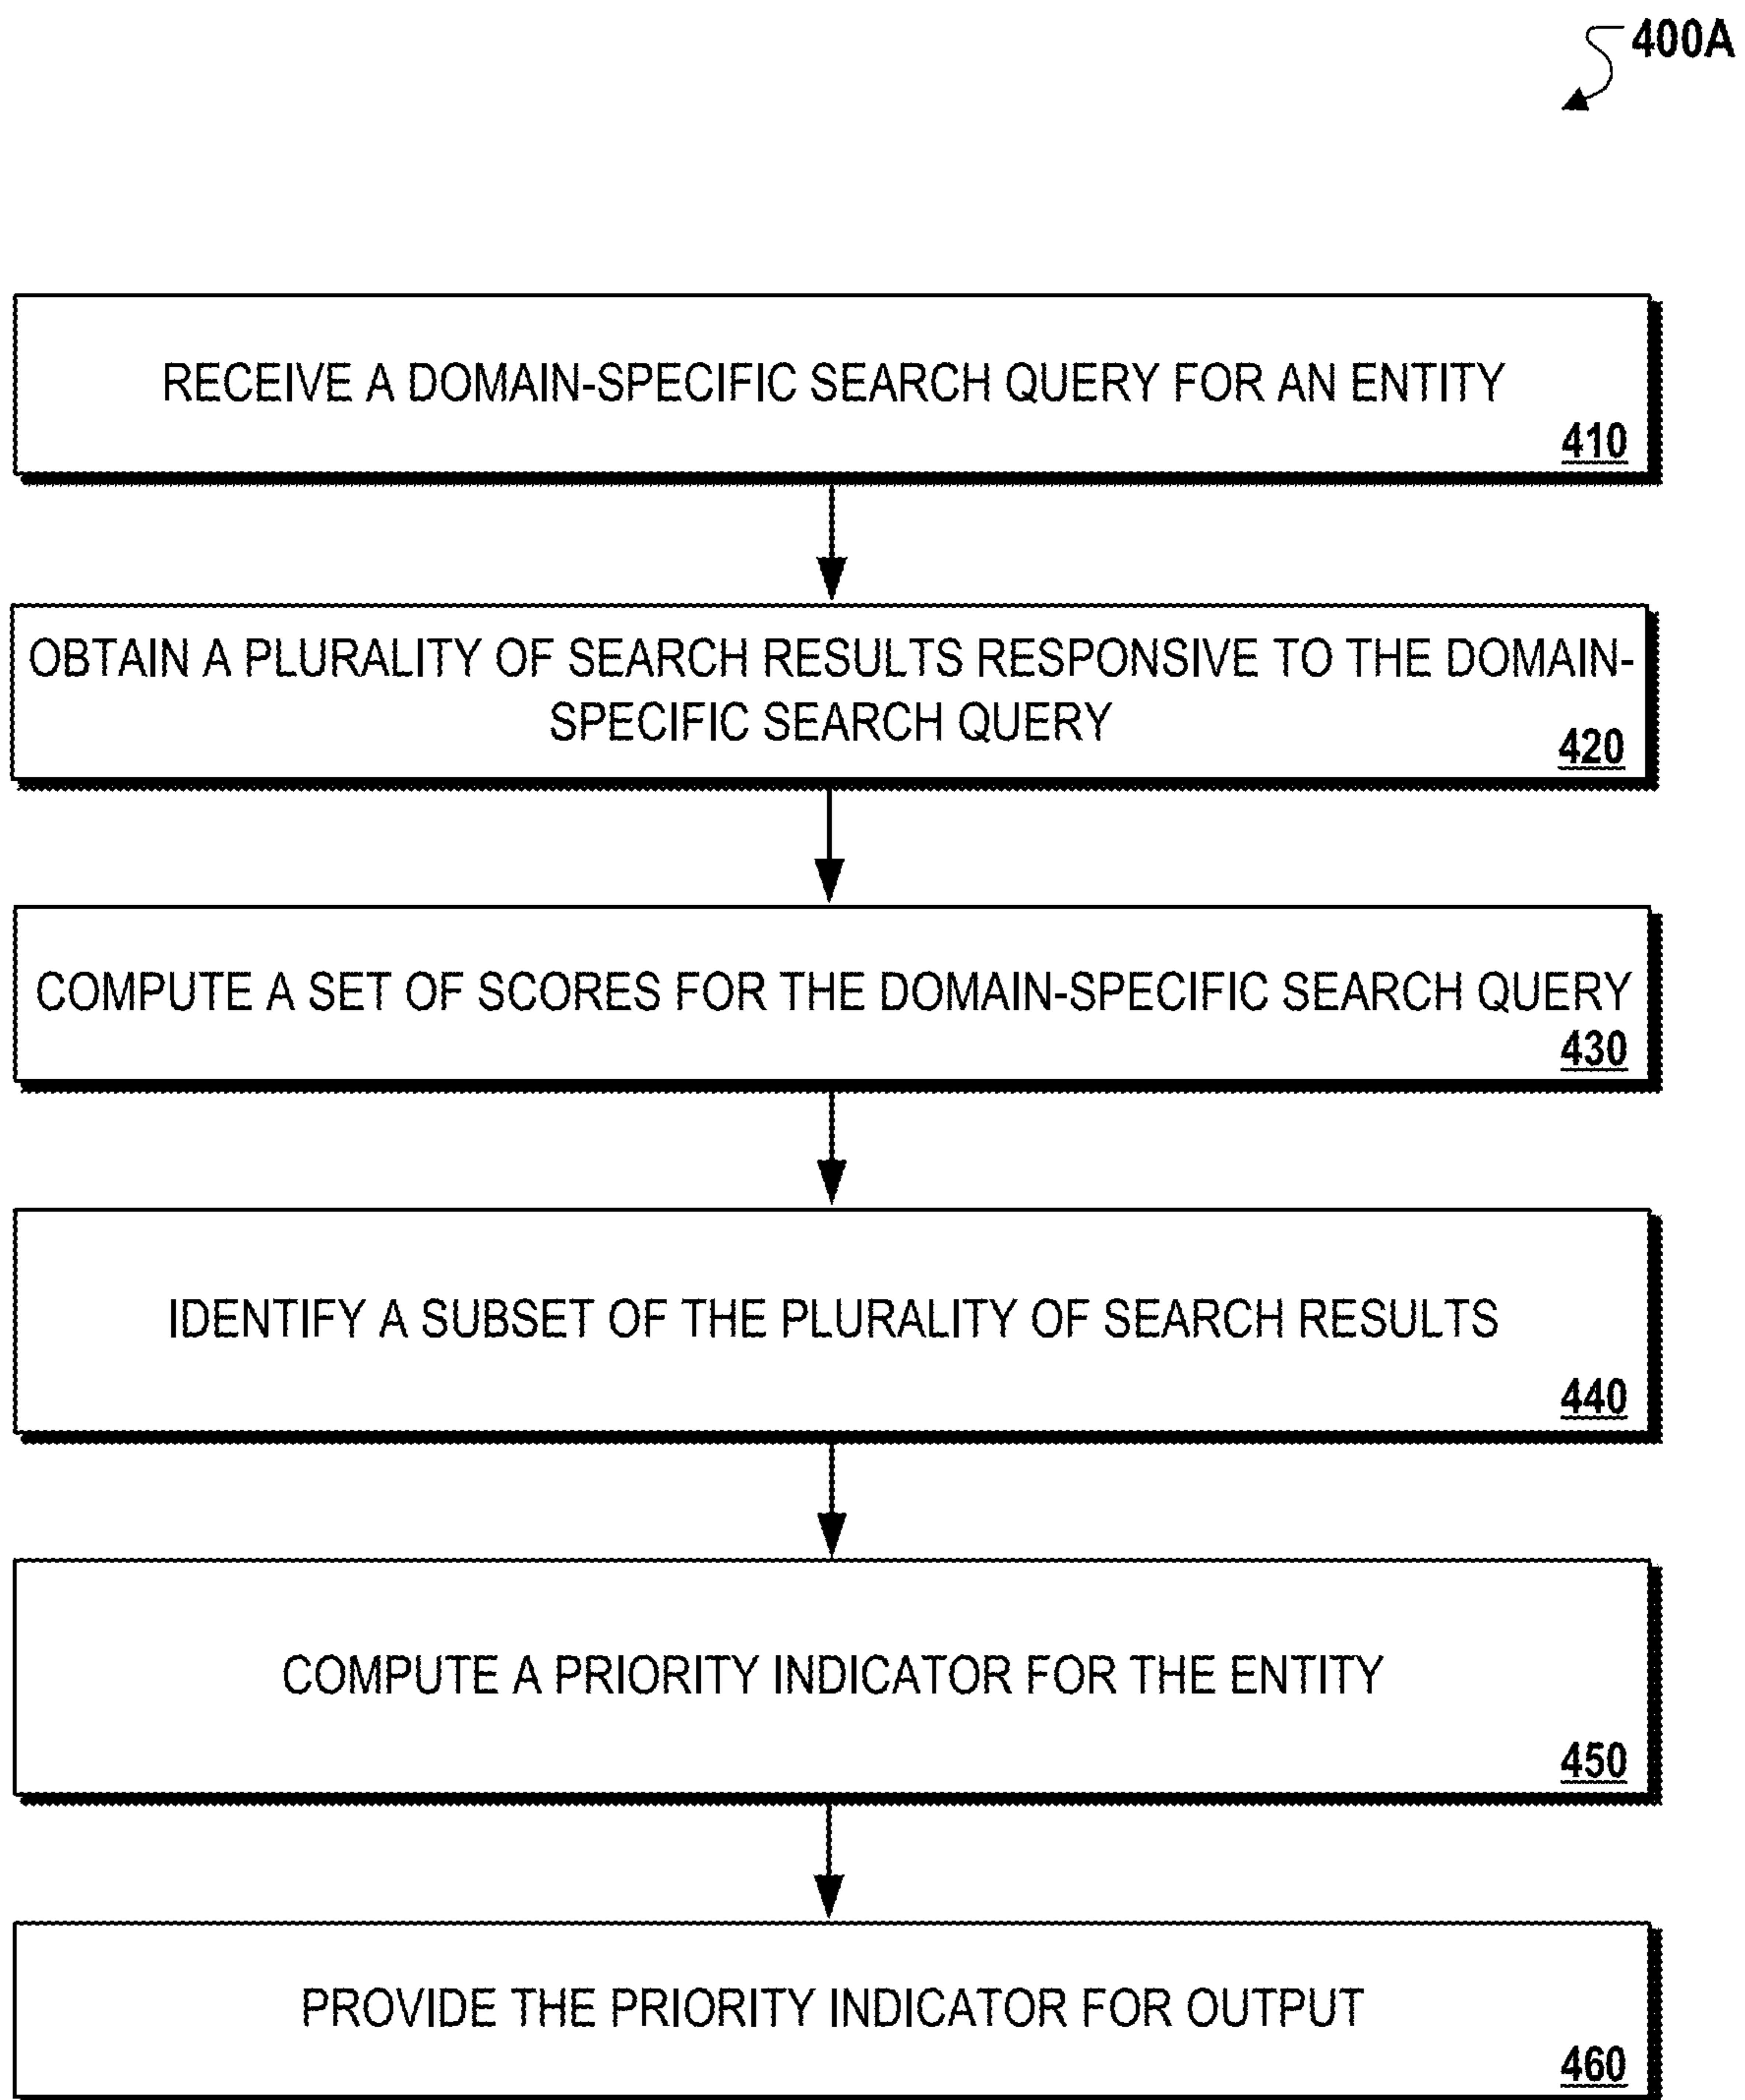 400A
RECEIVE A DOMAIN-SPECIFIC SEARCH QUERY FOR AN ENTITY
410
OBTAIN A PLURALITY OF SEARCH RESULTS RESPONSIVE TO THE DOMAIN-
SPECIFIC SEARCH QUERY
420
COMPUTE A SET OF SCORES FOR THE DOMAIN-SPECIFIC SEARCH QUERY
430
IDENTIFY A SUBSET OF THE PLURALITY OF SEARCH RESULTS
440
COMPUTE A PRIORITY INDICATOR FOR THE ENTITY
450
PROVIDE THE PRIORITY INDICATOR FOR OUTPUT
460